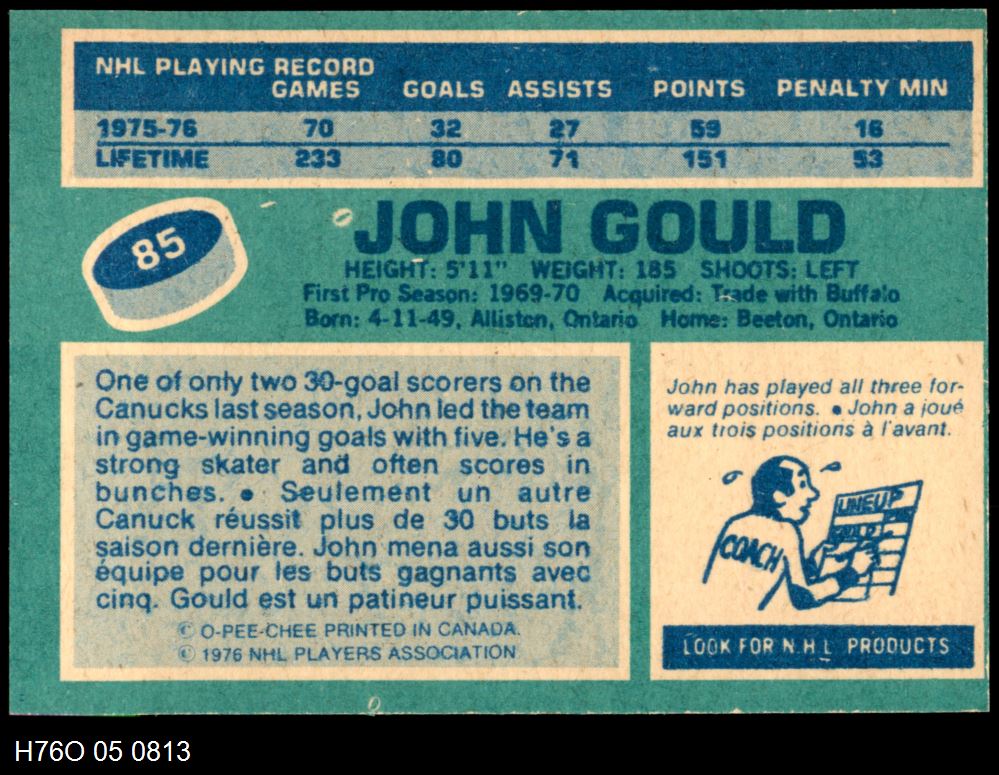 NHL PLAYING RECORD
GAMES GOALS ASSISTS POINTS PENALTY MIN
1975-76 70 32 27 59 16
LIFETIME 233 80 71 151 53
85
JOHN GOULD
HEIGHT: 5'11" WEIGHT: 185 SHOOTS: LEFT
First Pro Season: 1969-70 Acquired: Trade with Buffalo
Born: 4-11-49, Alliston, Ontario Home: Beeton, Ontario
One of only two 30-goal scorers on the
Canucks last season, John led the team
in game-winning goals with five. He's a
strong skater and often scores in
bunches. • Seulement un autre
Canuck réussit plus de 30 buts la
saison dernière. John mena aussi son
équipe pour les buts gagnants avec
cinq. Gould est un patineur puissant.
© O-PEE-CHEE PRINTED IN CANADA.
© 1976 NHL PLAYERS ASSOCIATION
John has played all three for-
ward positions. • John a joué
aux trois positions à l'avant.
LINEUP
COACH
LOOK FOR N.H L PRODUCTS
H76O 05 0813